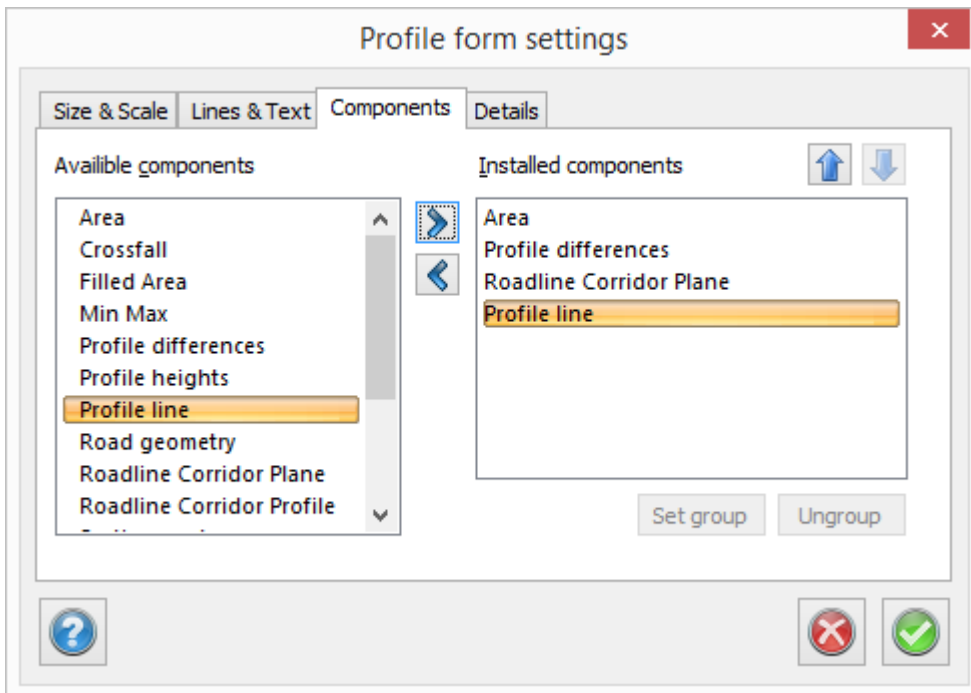 Profile form settings
Size & Scale
Lines & Text
Components
Details
Availible components
Area
Crossfall
Filled Area
Min Max
Profile differences
Profile heights
Profile line
Road geometry
Roadline Corridor Plane
Roadline Corridor Profile
Installed components
Area
Profile differences
Roadline Corridor Plane
Profile line
Set group
Ungroup